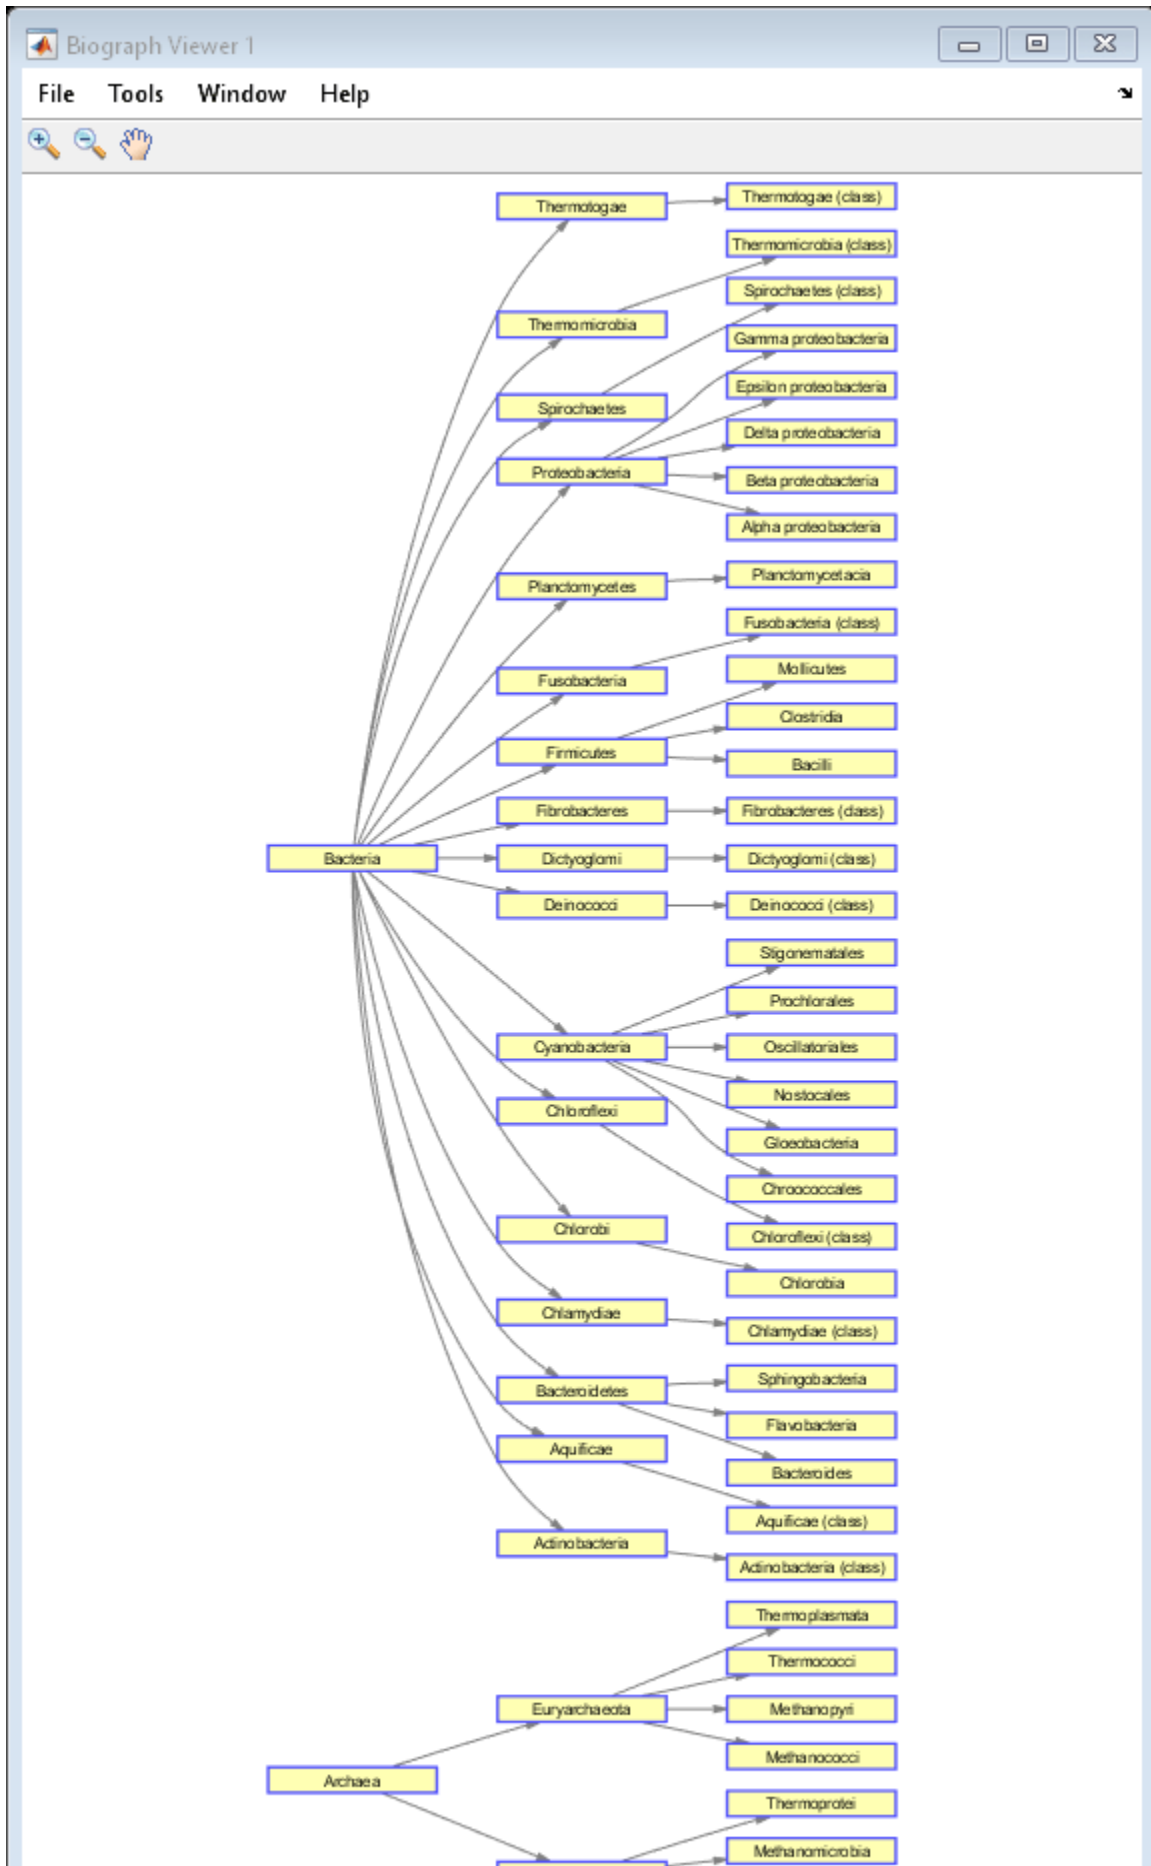 Biograph Viewer 1
File Tools Window Help
Thermotogae
Thermotogae (class)
Thermomicrobia (class)
Spirochaetes (class)
Thermomicrobia
Gamma proteobacteria
Epsilon proteobacteria
Spirochaetes
Delta proteobacteria
Proteobacteria
Beta proteobacteria
Alpha proteobacteria
Planctomycetes
Planctomycetacia
Fusobacteria (class)
Fusobacteria
Mollicutes
Clostridia
Firmicutes
Bacilli
Fibrobacteres
Fibrobacteres (class)
Bacteria
Dictyoglomi
Dictyoglomi (class)
Deinococci
Deinococci (class)
Stigonematales
Prochlorales
Cyanobacteria
Oscillatoriales
Nostocales
Chloroflexi
Gloeobacteria
Chroococcales
Chlorobi
Chloroflexi (class)
Chlorobia
Chlamydiae
Chlamydiae (class)
Sphingobacteria
Bacteroidetes
Flavobacteria
Aquificae
Bacteroides
Aquificae (class)
Actinobacteria
Actinobacteria (class)
Thermoplasmata
Thermococci
Euryarchaeota
Methanopyri
Methanococci
Archaea
Thermoprotei
Methanomicrobia